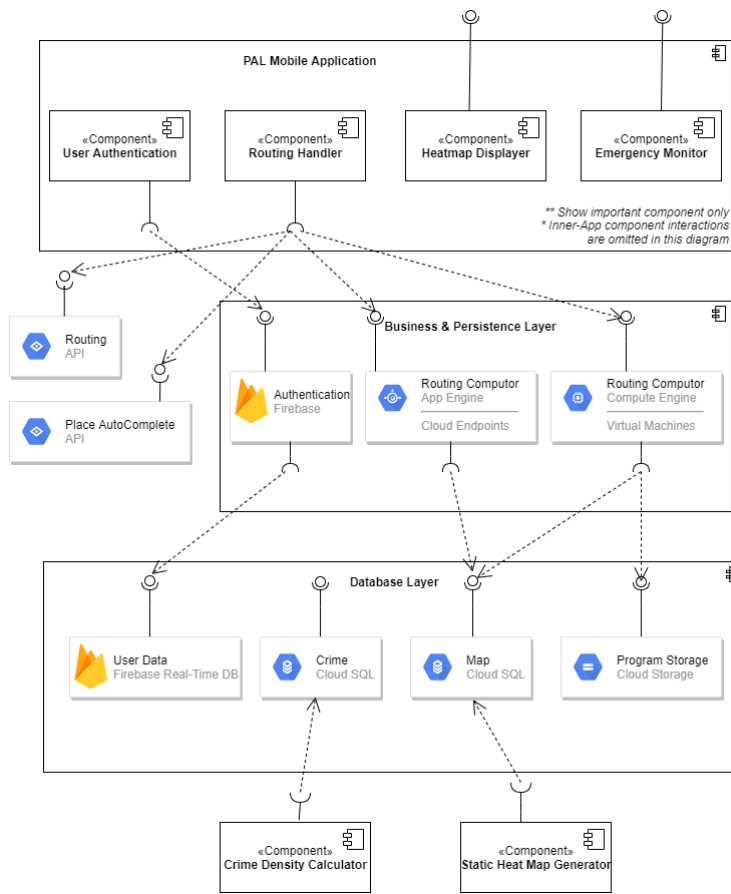 PAL Mobile Application
«Component»
User Authentication
«Component»
Routing Handler
«Component»
Heatmap Displayer
«Component»
Emergency Monitor
** Show important component only
* Inner-App component interactions
are omitted in this diagram
Routing
API
Place AutoComplete
API
Business & Persistence Layer
Authentication
Firebase
Routing Computor
App Engine
Cloud Endpoints
Routing Computor
Compute Engine
Virtual Machines
Database Layer
User Data
Firebase Real-Time DB
Crime
Cloud SQL
Map
Cloud SQL
Program Storage
Cloud Storage
«Component»
Crime Density Calculator
«Component»
Static Heat Map Generator